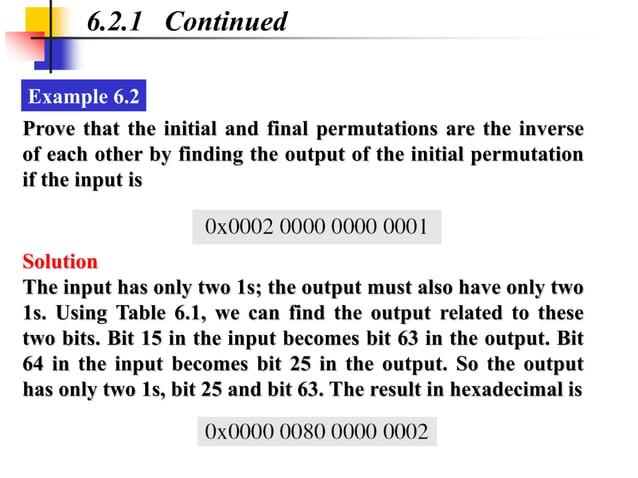 6.2.1 Continued
Example 6.2
Prove that the initial and final permutations are the inverse
of each other by finding the output of the initial permutation
if the input is
0x0002 0000 0000 0001
Solution
The input has only two 1s; the output must also have only two
1s. Using Table 6.1, we can find the output related to these
two bits. Bit 15 in the input becomes bit 63 in the output. Bit
64 in the input becomes bit 25 in the output. So the output
has only two 1s, bit 25 and bit 63. The result in hexadecimal is
0x0000 0080 0000 0002